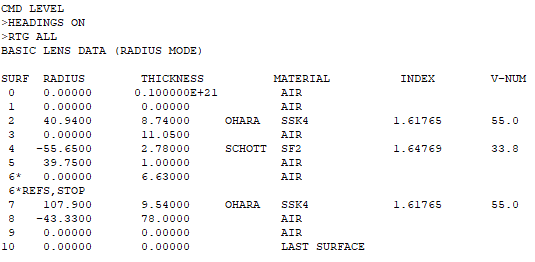 CMD LEVEL
>HEADINGS ON
>RTG ALL
BASIC LENS DATA (RADIUS MODE)
SURF RADIUS THICKNESS MATERIAL INDEX V-NUM
0 0.00000 0.100000E+21 AIR
1 0.00000 0.00000 AIR
2 40.9400 8.74000 OHARA SSK4 1.61765 55.0
3 0.00000 11.0500 AIR
4 -55.6500 2.78000 SCHOTT SF2 1.64769 33.8
5 39.7500 1.00000 AIR
6* 0.00000 6.63000 AIR
6*REFS,STOP
7 107.900 9.54000 OHARA SSK4 1.61765 55.0
8 -43.3300 78.0000 AIR
9 0.00000 0.00000 AIR
10 0.00000 0.00000 LAST SURFACE